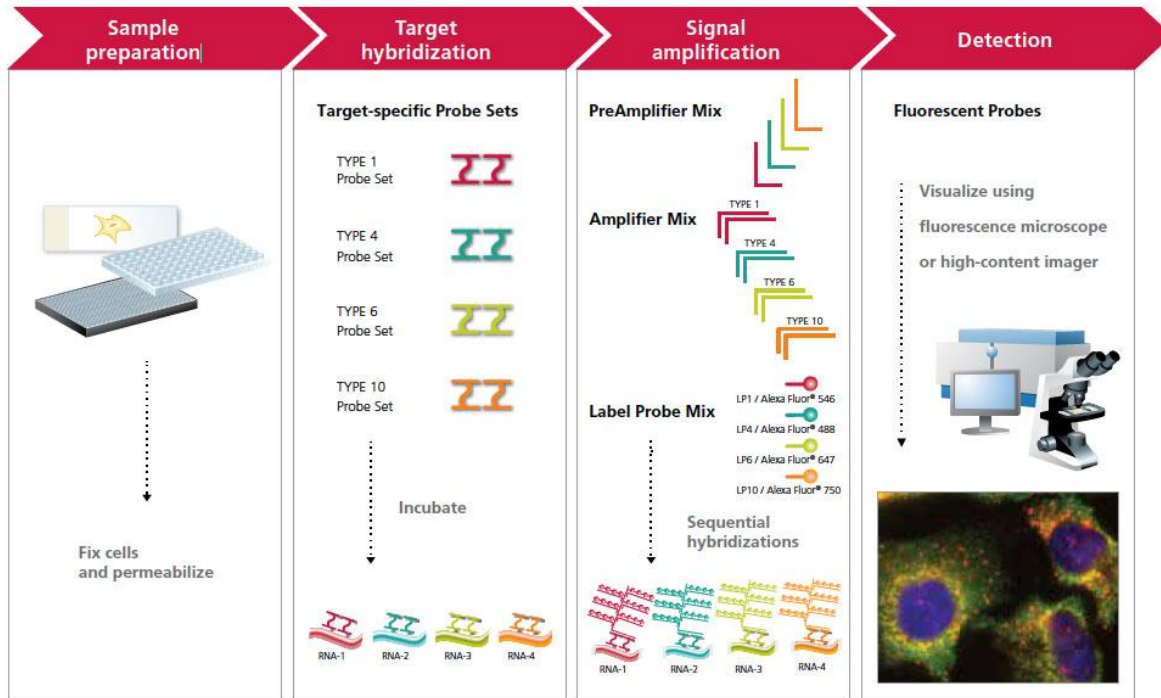 Sample
preparation
Target
hybridization
Signal
amplification
Detection
Fix cells
and permeabilize
Target-specific Probe Sets
TYPE 1
Probe Set
TYPE 4
Probe Set
TYPE 6
Probe Set
TYPE 10
Probe Set
Incubate
RNA-1
RNA-2
RNA-3
RNA-4
PreAmplifier Mix
Amplifier Mix
TYPE 1
TYPE 4
TYPE 6
TYPE 10
Label Probe Mix
LP1 / Alexa Fluor® 546
LP4 / Alexa Fluor® 488
LP6 / Alexa Fluor® 647
LP10 / Alexa Fluor® 750
Sequential
hybridizations
RNA-1
RNA-2
RNA-3
RNA-4
Fluorescent Probes
Visualize using
fluorescence microscope
or high-content imager